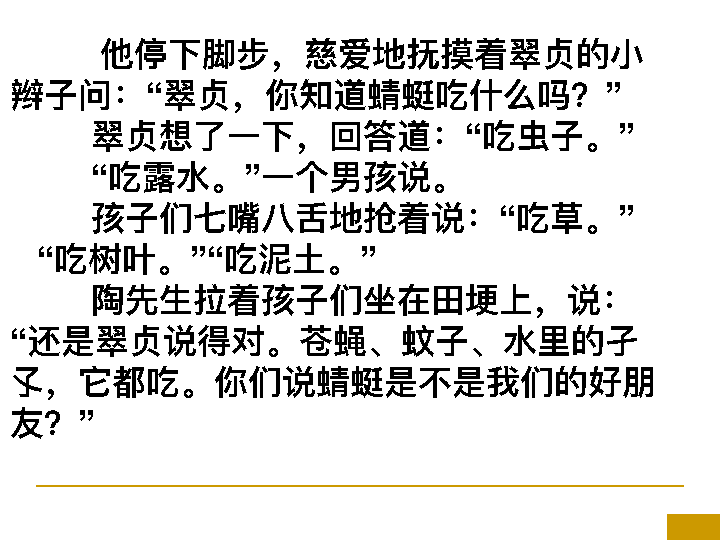 他停下脚步，慈爱地抚摸着翠贞的小
辫子问：“翠贞，你知道蜻蜓吃什么吗？”
翠贞想了一下，回答道：“吃虫子。”
“吃露水。”一个男孩说。
孩子们七嘴八舌地抢着说：“吃草。”
“吃树叶。”“吃泥土。”
陶先生拉着孩子们坐在田埂上，说：
“还是翠贞说得对。苍蝇、蚊子、水里的孑
孓，它都吃。你们说蜻蜓是不是我们的好朋
友？”